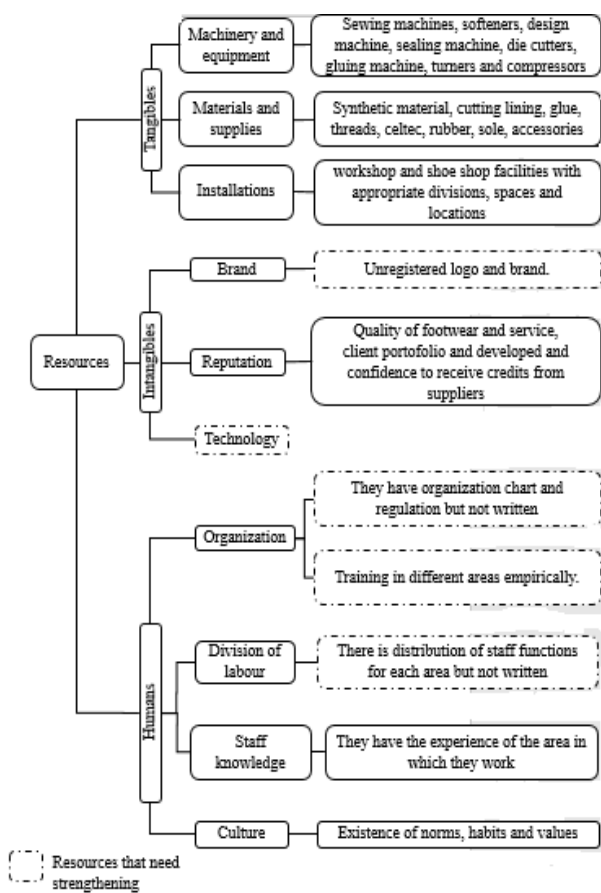 Machinery and
equipment
Sewing machines, softeners, design
machine, sealing machine, die cutters,
gluing machine, turners and compressors
Tangibles
Materials and
supplies
Synthetic material, cutting lining, glue,
threads, celtec, rubber, sole, accessories
Installations
workshop and shoe shop facilities with
appropriate divisions, spaces and
locations
Brand
Unregistered logo and brand.
Resources
Intangibles
Reputation
Quality of footwear and service,
client portofolio and developed and
confidence to receive credits from
suppliers
Technology
Organization
They have organization chart and
regulation but not written
Training in different areas empirically.
Humans
Division of
labour
There is distribution of staff functions
for each area but not written
Staff
knowledge
They have the experience of the area in
which they work
Culture
Existence of norms, habits and values
Resources that need
strengthening